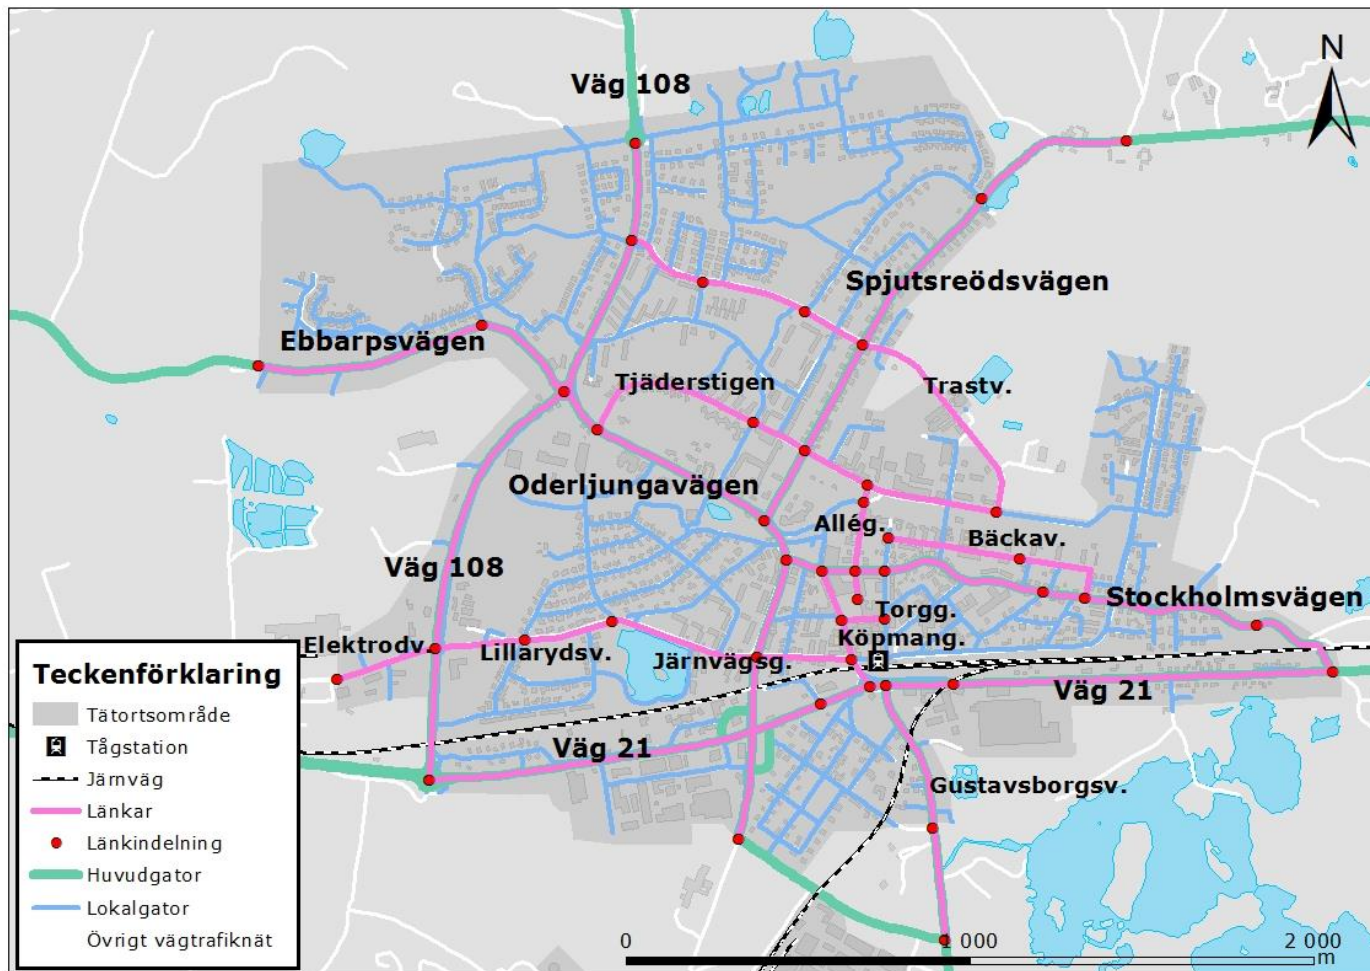 N
Väg 108
Spjutsreödsvägen
Ebbarpsvägen
Tjäderstigen
Trastv.
Oderljungavägen
Allég.
Bäckav.
Väg 108
Torgg.
Stockholmsvägen
Köpmang.
Elektrodv.
Lillarydsv.
Järnvägsg.
Väg 21
Väg 21
Gustavsborgsv.
Teckenförklaring
Tätortsområde
Tågstation
Järnväg
Länkar
Länkindelning
Huvudgator
Lokalgator
Övrigt vägtrafiknät
0 1 000 2 000
m